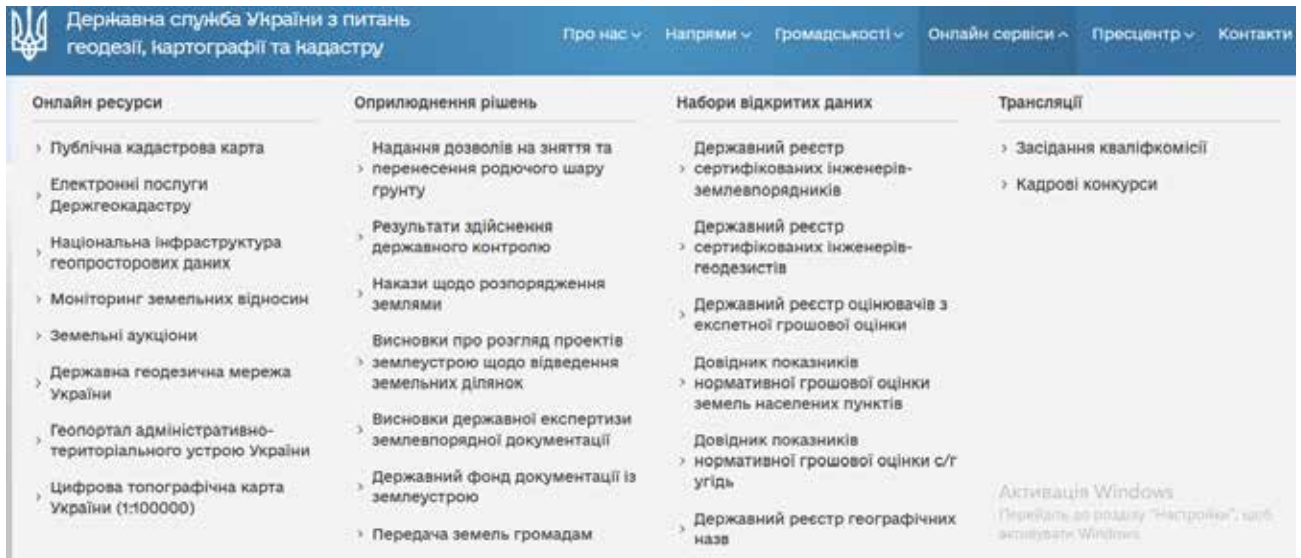 Державна служба України з питань
геодезії, картографії та кадастру
Про нас
Напрями
Громадськості
Онлайн сервіси
Пресцентр
Контакти
Онлайн ресурси
Публічна кадастрова карта
Електронні послуги
Держгеокадастру
Національна інфраструктура
геопросторових даних
Моніторинг земельних відносин
Земельні аукціони
Державна геодезична мережа
України
Геопортал адміністративно-
територіального устрою України
Цифрова топографічна карта
України (1:100000)
Оприлюднення рішень
Надання дозволів на зняття та
перенесення родючого шару
грунту
Результати здійснення
державного контролю
Накази щодо розпорядження
землями
Висновки про розгляд проектів
землеустрою щодо відведення
земельних ділянок
Висновки державної експертизи
землевпорядної документації
Державний фонд документації із
землеустрою
Передача земель громадам
Набори відкритих даних
Державний реєстр
сертифікованих інженерів-
землевпорядників
Державний реєстр
сертифікованих інженерів-
геодезистів
Державний реєстр оцінювачів з
експетної грошової оцінки
Довідник показників
нормативної грошової оцінки
земель населених пунктів
Довідник показників
нормативної грошової оцінки с/г
угідь
Державний реєстр географічних
назв
Трансляції
Засідання кваліфкомісії
Кадрові конкурси
Активація Windows
Перейдіть до розділу "Настройки", щоб
активувати Windows.